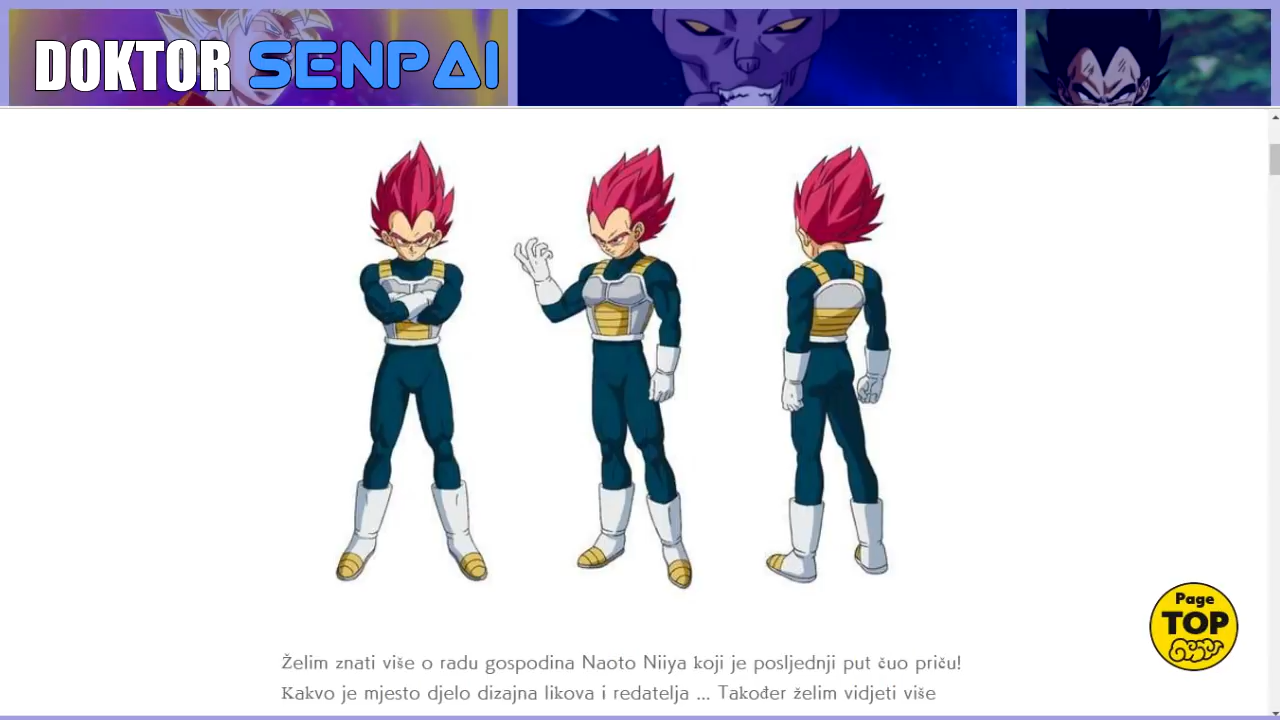 DOKTOR SENPAI
Page
TOP
Želim znati više o radu gospodina Naoto Niiya koji je posljednji put čuo priču!
Kakvo je mjesto djelo dizajna likova i redatelja ... Također želim vidjeti više